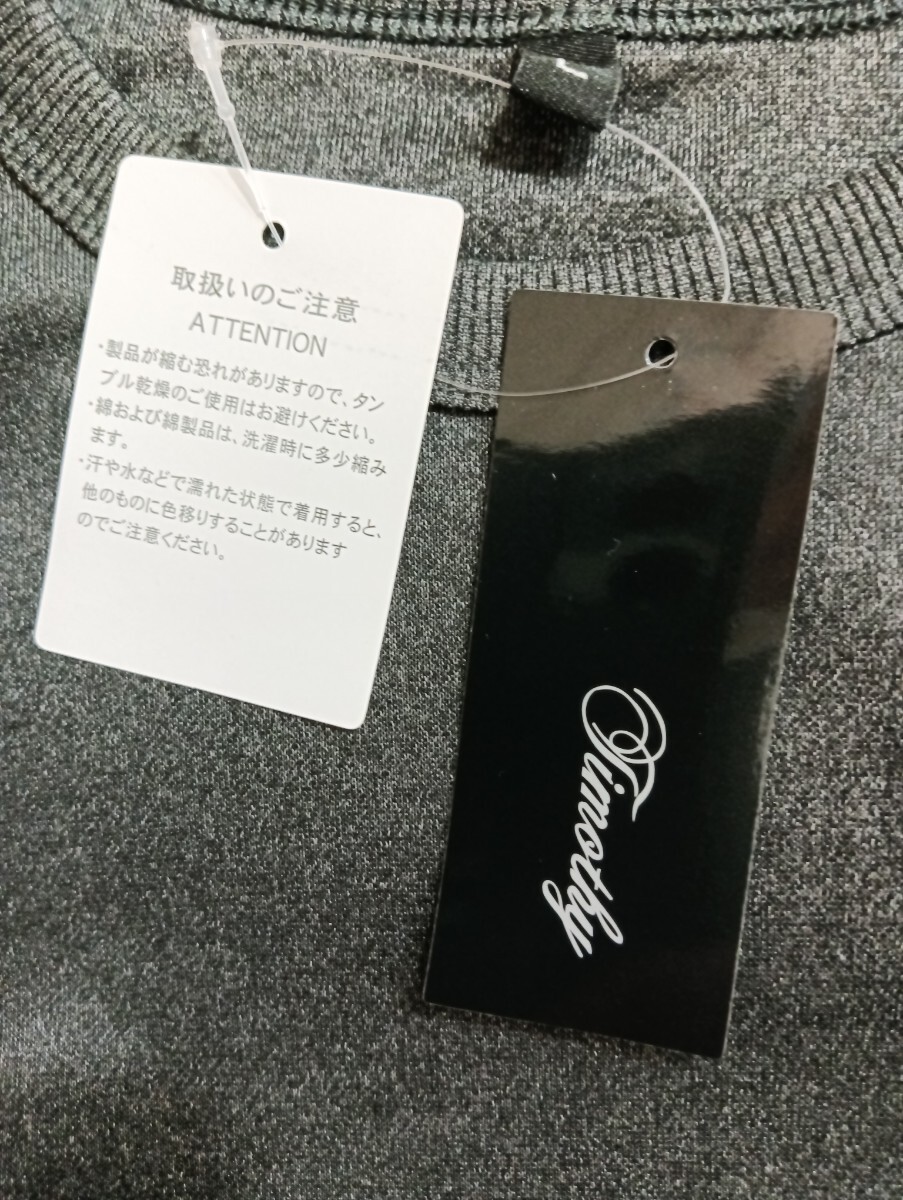 取扱いのご注意
ATTENTION
・製品が縮む恐れがありますので、タン
ブル乾燥のご使用はお避けください。
・綿および綿製品は、洗濯時に多少縮み
ます。
・汗や水などで濡れた状態で着用すると、
他のものに色移りすることがあります
のでご注意ください。
Timothy